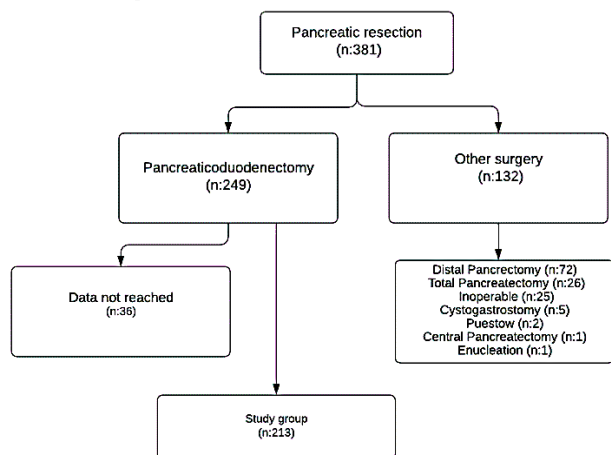 Pancreatic resection
(n:381)
Pancreaticoduodenectomy
(n:249)
Other surgery
(n:132)
Data not reached
(n:36)
Distal Pancrectomy (n:72)
Total Pancreatectomy (n:26)
Inoperable (n:25)
Cystogastrostomy (n:5)
Puestow (n:2)
Central Pancreatectomy (n:1)
Enucleation (n:1)
Study group
(n:213)